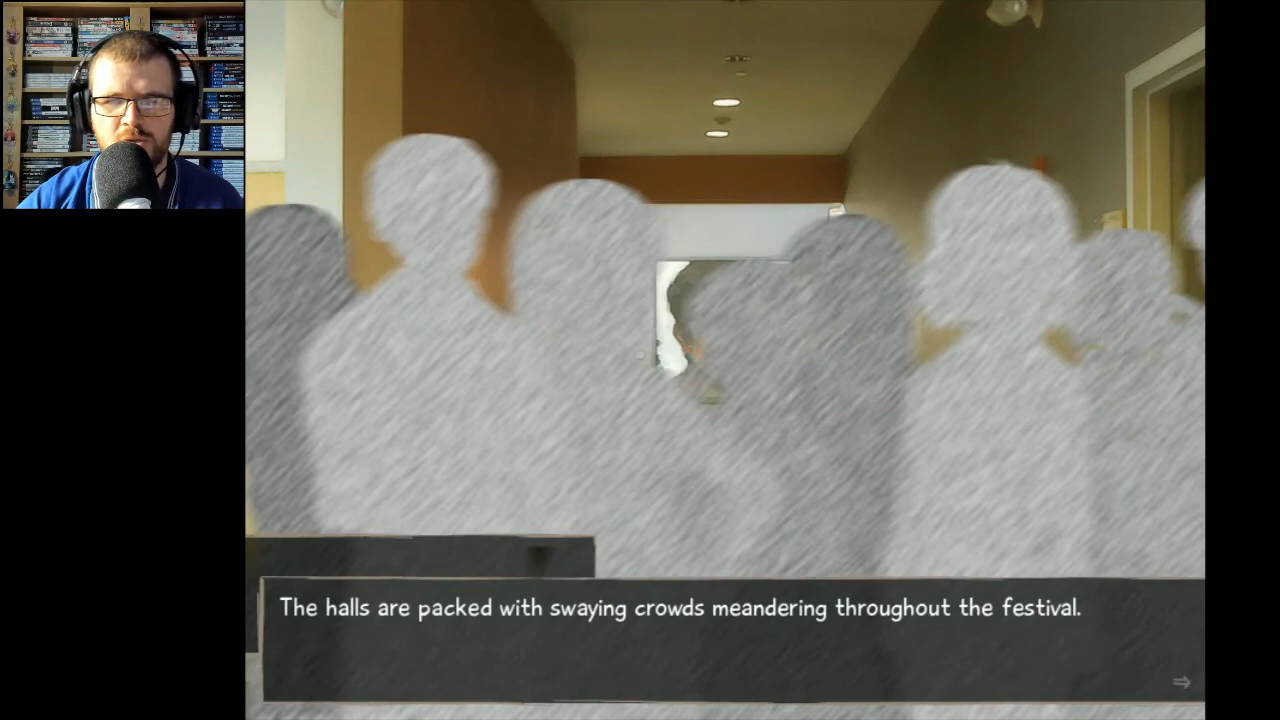 The halls are packed with swaying crowds meandering throughout the festival.